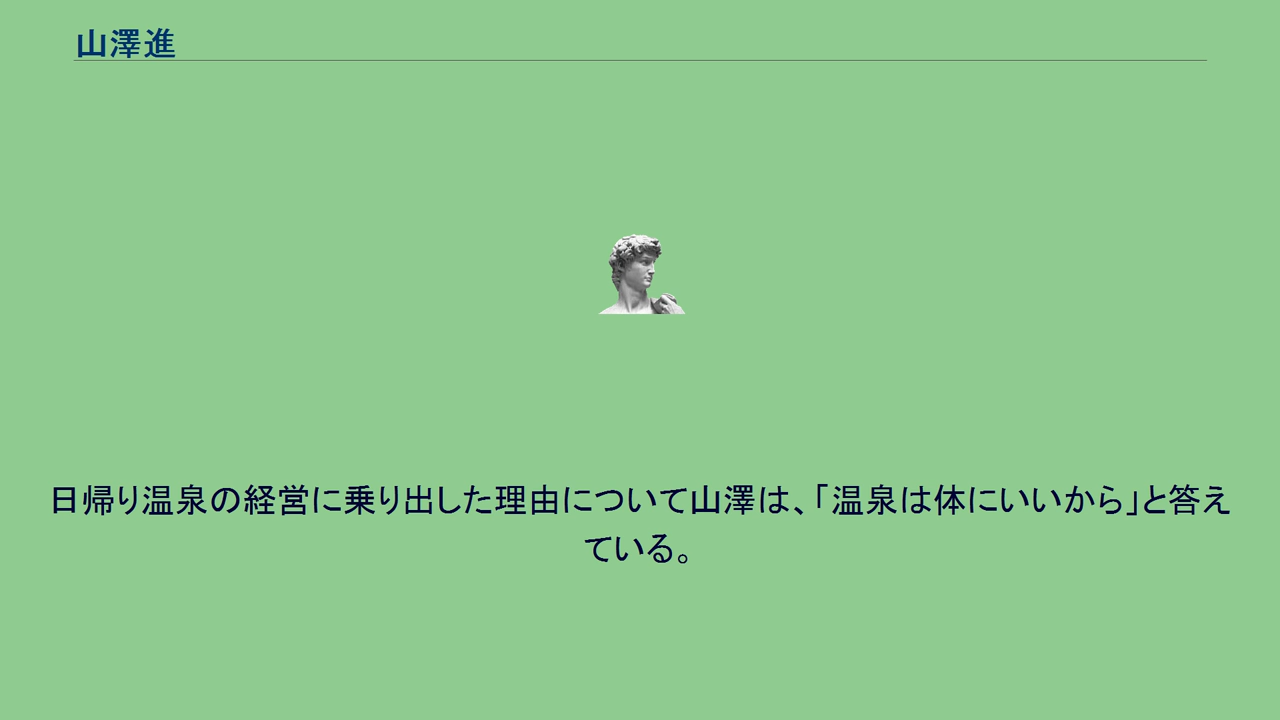 山澤進
日帰り温泉の経営に乗り出した理由について山澤は、「温泉は体にいいから」と答え
ている。